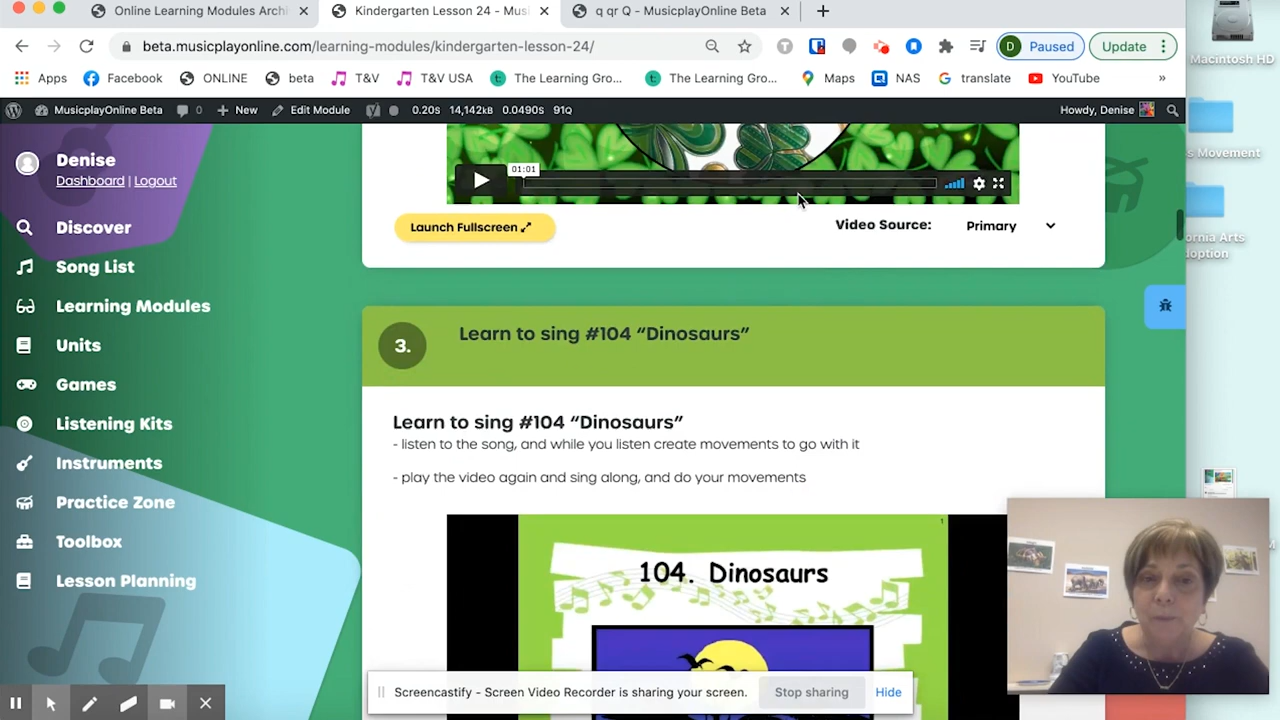 Online Learning Modules Archi
Kindergarten Lesson 24 - Mus
q qr Q - MusicplayOnline Beta
beta.musicplayonline.com/learning-modules/kindergarten-lesson-24/
D Paused
Update
Apps
Facebook
ONLINE
beta
T&V
T&V USA
The Learning Gro...
The Learning Gro...
Maps
NAS
translate
YouTube
»
Macintosh HD
MusicplayOnline Beta
0
New
Edit Module
0.20s
14,142kB
0.0490s
91Q
Howdy, Denise
s Movement
ornia Arts
doption
Denise
Dashboard | Logout
Discover
Song List
Learning Modules
Units
Games
Listening Kits
Instruments
Practice Zone
Toolbox
Lesson Planning
01:01
Launch Fullscreen
Video Source:
Primary
3.
Learn to sing #104 “Dinosaurs”
Learn to sing #104 “Dinosaurs”
- listen to the song, and while you listen create movements to go with it
- play the video again and sing along, and do your movements
1
104. Dinosaurs
Screencastify - Screen Video Recorder is sharing your screen.
Stop sharing
Hide